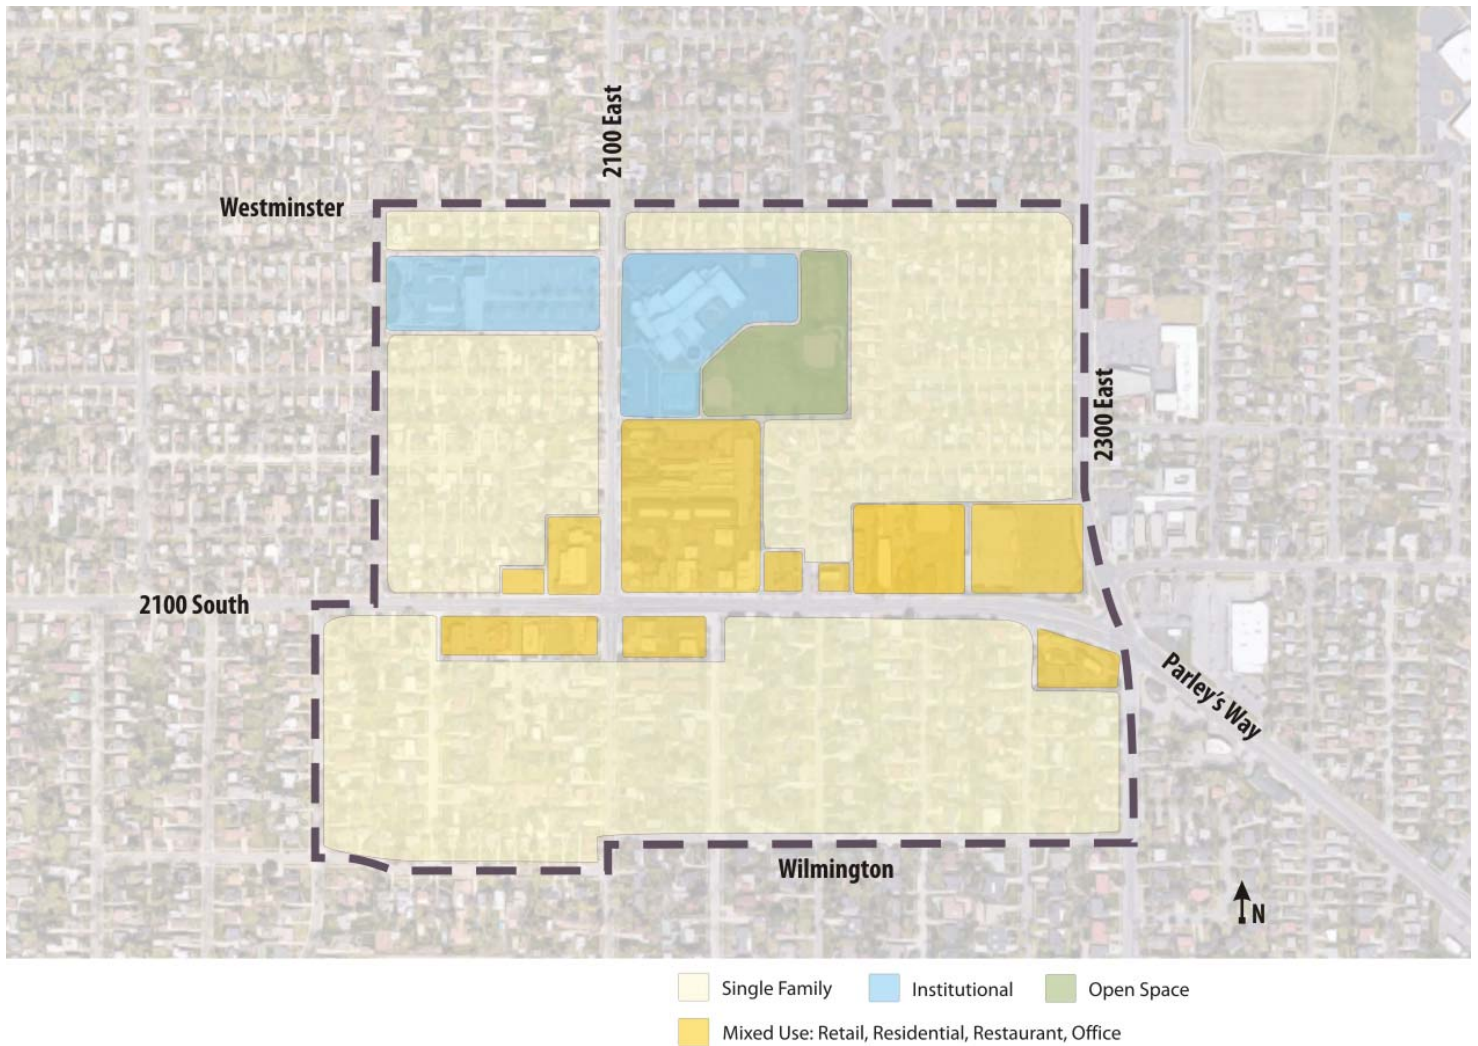 2100 East
Westminster
2300 East
2100 South
Parley's Way
Wilmington
N
Single Family
Institutional
Open Space
Mixed Use: Retail, Residential, Restaurant, Office